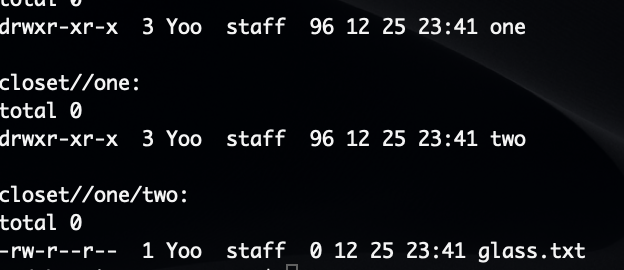 total 0
drwxr-xr-x  3 Yoo  staff  96 12 25 23:41 one

closet//one:
total 0
drwxr-xr-x  3 Yoo  staff  96 12 25 23:41 two

closet//one/two:
total 0
-rw-r--r--  1 Yoo  staff  0 12 25 23:41 glass.txt